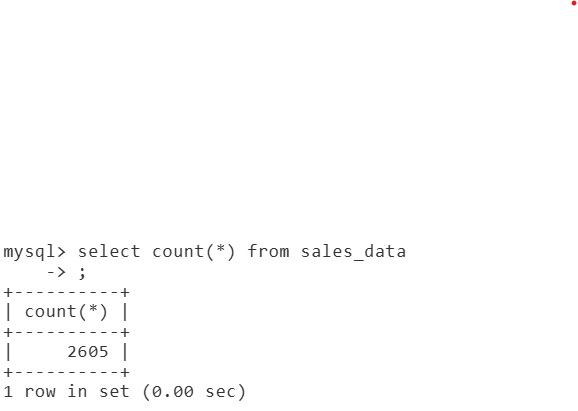 mysql> select count(*) from sales_data
    -> ;
+----------+
| count(*) |
+----------+
|     2605 |
+----------+
1 row in set (0.00 sec)